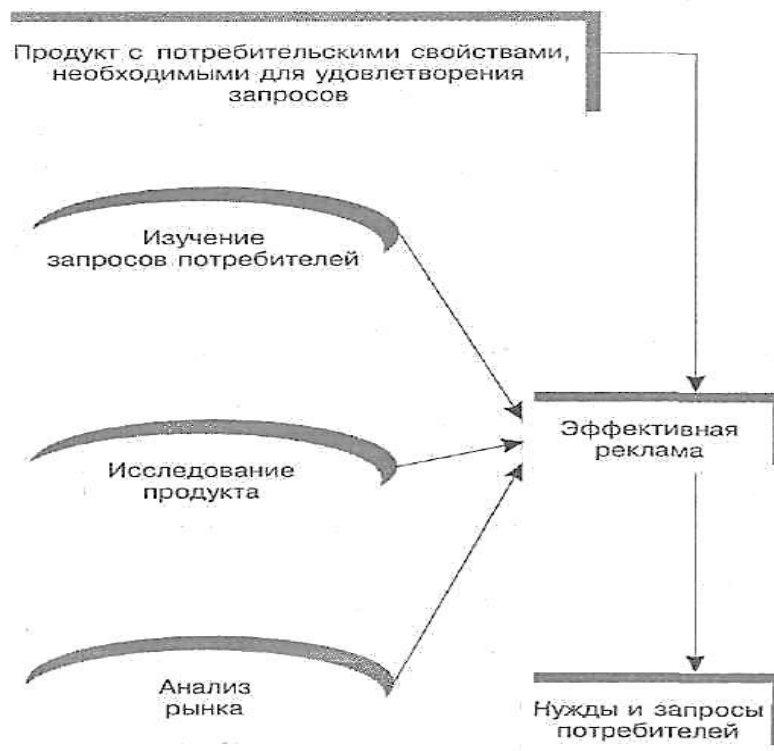 Продукт с потребительскими свойствами,
необходимыми для удовлетворения
запросов
Изучение
запросов потребителей
Эффективная
реклама
Исследование
продукта
Анализ
рынка
Нужды и запросы
потребителей